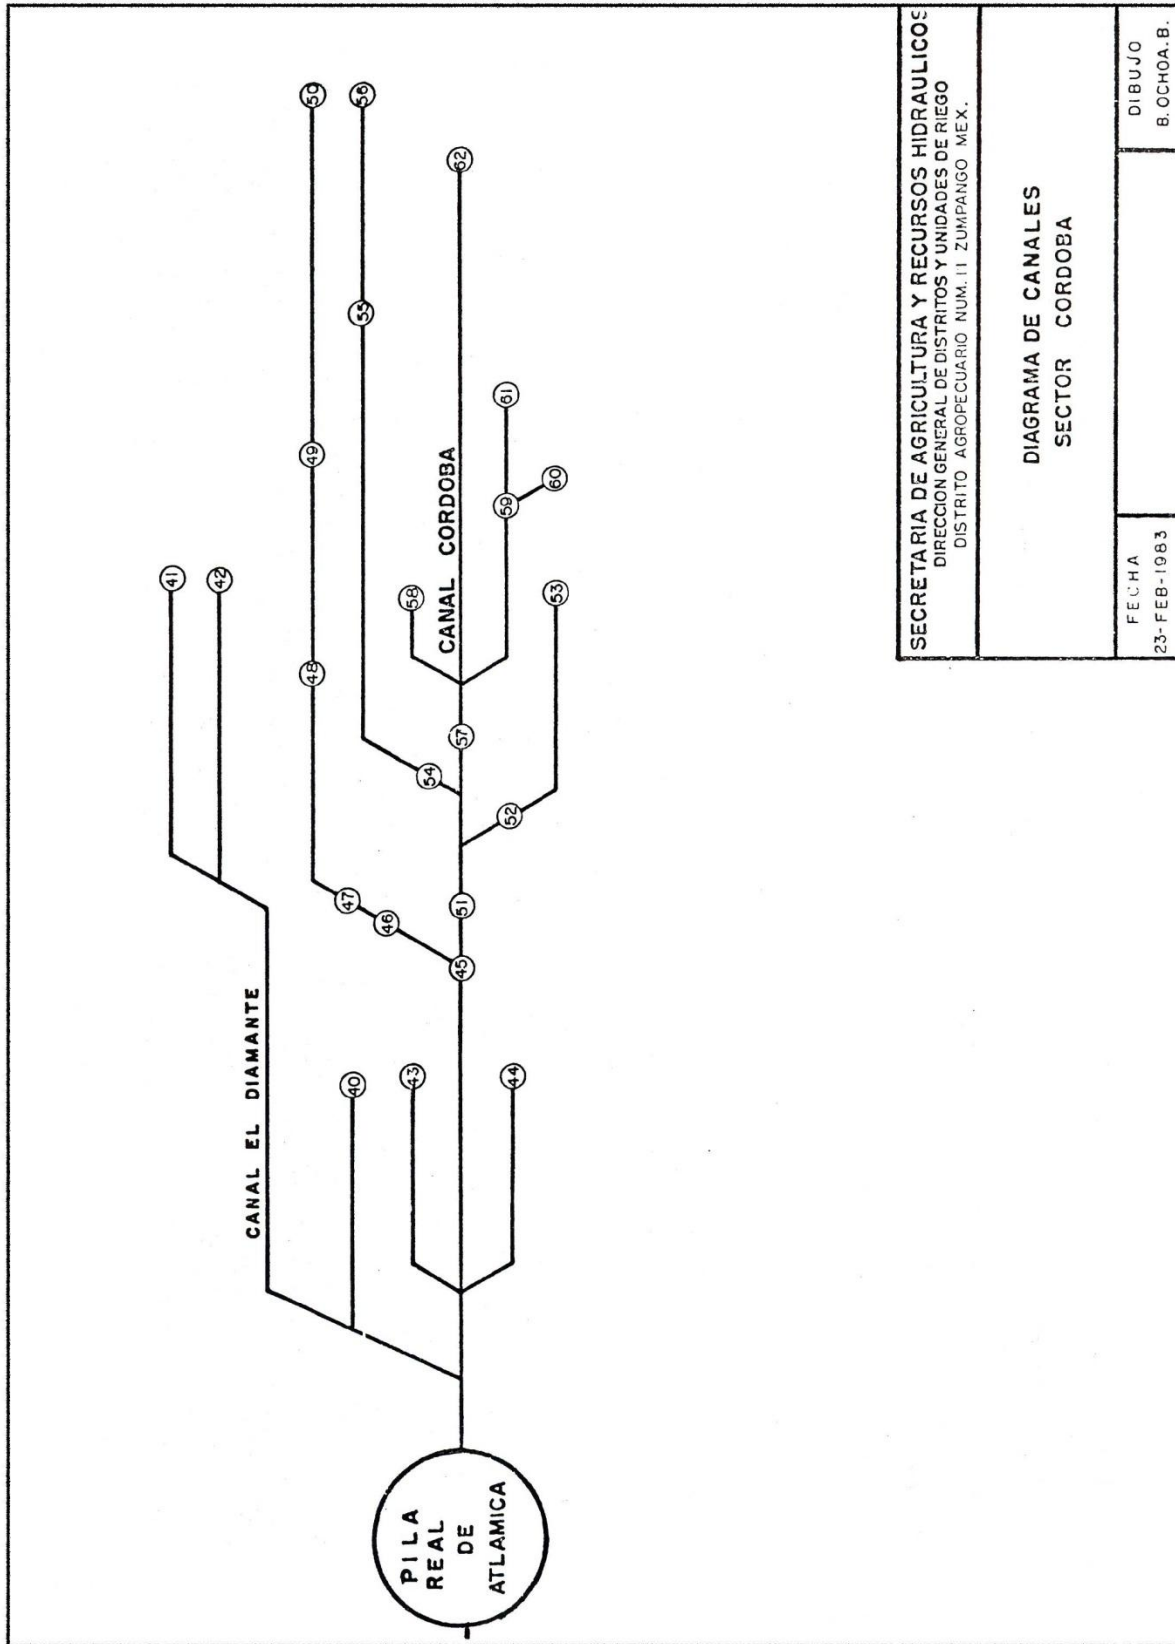 41
42
CANAL EL DIAMANTE
50
49
48
47
46
56
55
54
40
43
58
62
CANAL CORDOBA
57
51
45
61
59
60
44
52
53
PILA
REAL
DE
ATLAMICA
SECRETARIA DE AGRICULTURA Y RECURSOS HIDRAULICOS
DIRECCION GENERAL DE DISTRITOS Y UNIDADES DE RIEGO
DISTRITO AGROPECUARIO NUM. 11 ZUMPANGO MEX.
DIAGRAMA DE CANALES
SECTOR CORDOBA
FECHA
23-FEB-1983
DIBUJO
B.OCHOA.B.